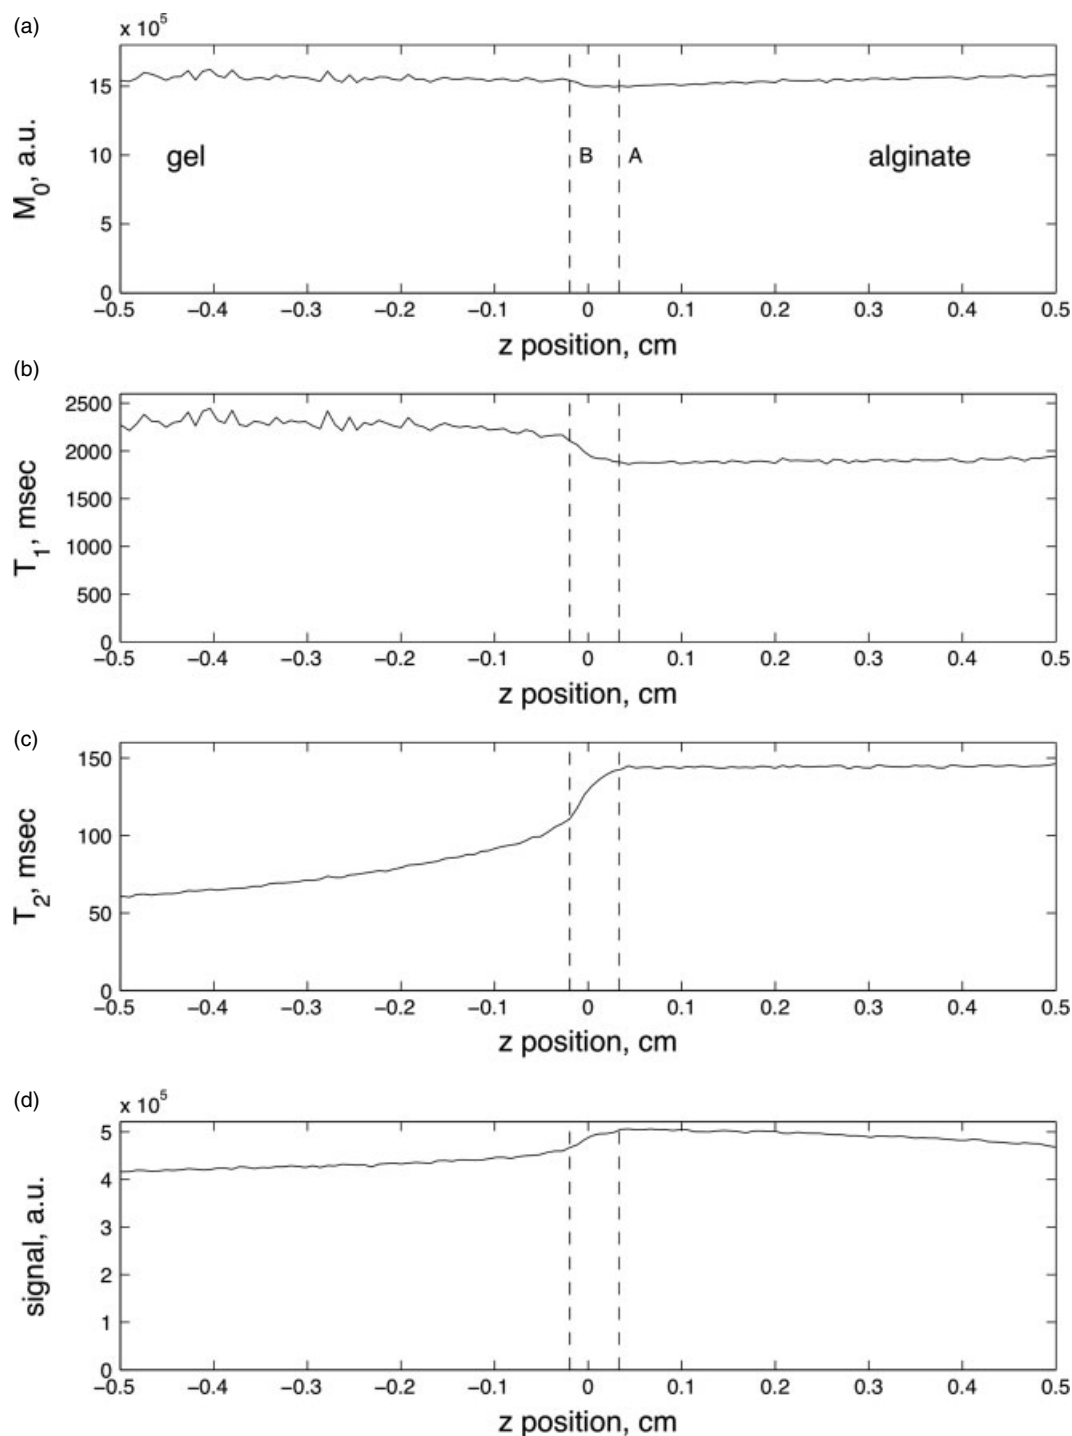 (a)
x 10^5
15
10
5
0
M_0, a.u.
gel
B
A
alginate
−0.5 −0.4 −0.3 −0.2 −0.1 0 0.1 0.2 0.3 0.4 0.5
z position, cm
(b)
2500
2000
1500
1000
500
0
T_1, msec
−0.5 −0.4 −0.3 −0.2 −0.1 0 0.1 0.2 0.3 0.4 0.5
z position, cm
(c)
150
100
50
0
T_2, msec
−0.5 −0.4 −0.3 −0.2 −0.1 0 0.1 0.2 0.3 0.4 0.5
z position, cm
(d)
x 10^5
5
4
3
2
1
0
signal, a.u.
−0.5 −0.4 −0.3 −0.2 −0.1 0 0.1 0.2 0.3 0.4 0.5
z position, cm